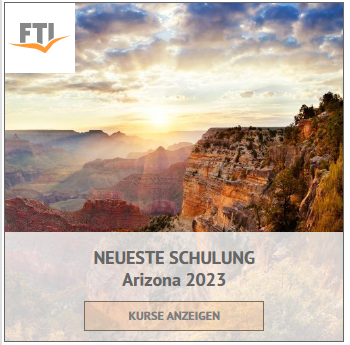 FTI
NEUESTE SCHULUNG
Arizona 2023
KURSE ANZEIGEN